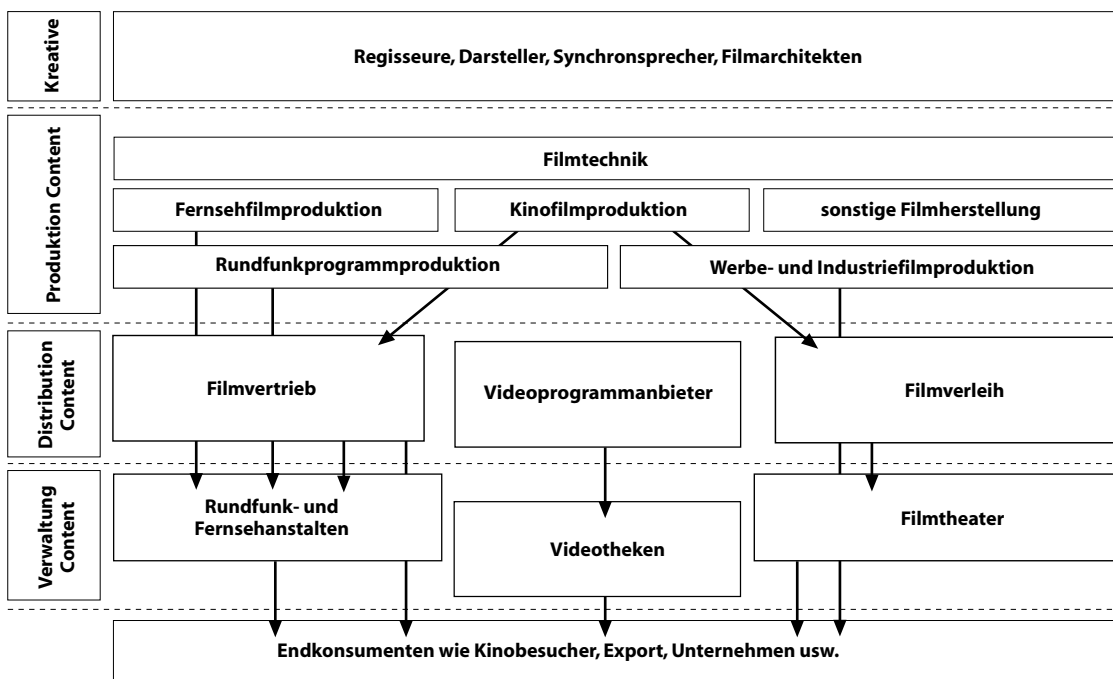 Kreative
Regisseure, Darsteller, Synchronsprecher, Filmarchitekten
Produktion Content
Filmtechnik
Fernsehfilmproduktion
Kinofilmproduktion
sonstige Filmherstellung
Rundfunkprogrammproduktion
Werbe- und Industriefilmproduktion
Distribution
Content
Filmvertrieb
Videoprogrammanbieter
Filmverleih
Verwaltung
Content
Rundfunk- und
Fernsehanstalten
Videotheken
Filmtheater
Endkonsumenten wie Kinobesucher, Export, Unternehmen usw.